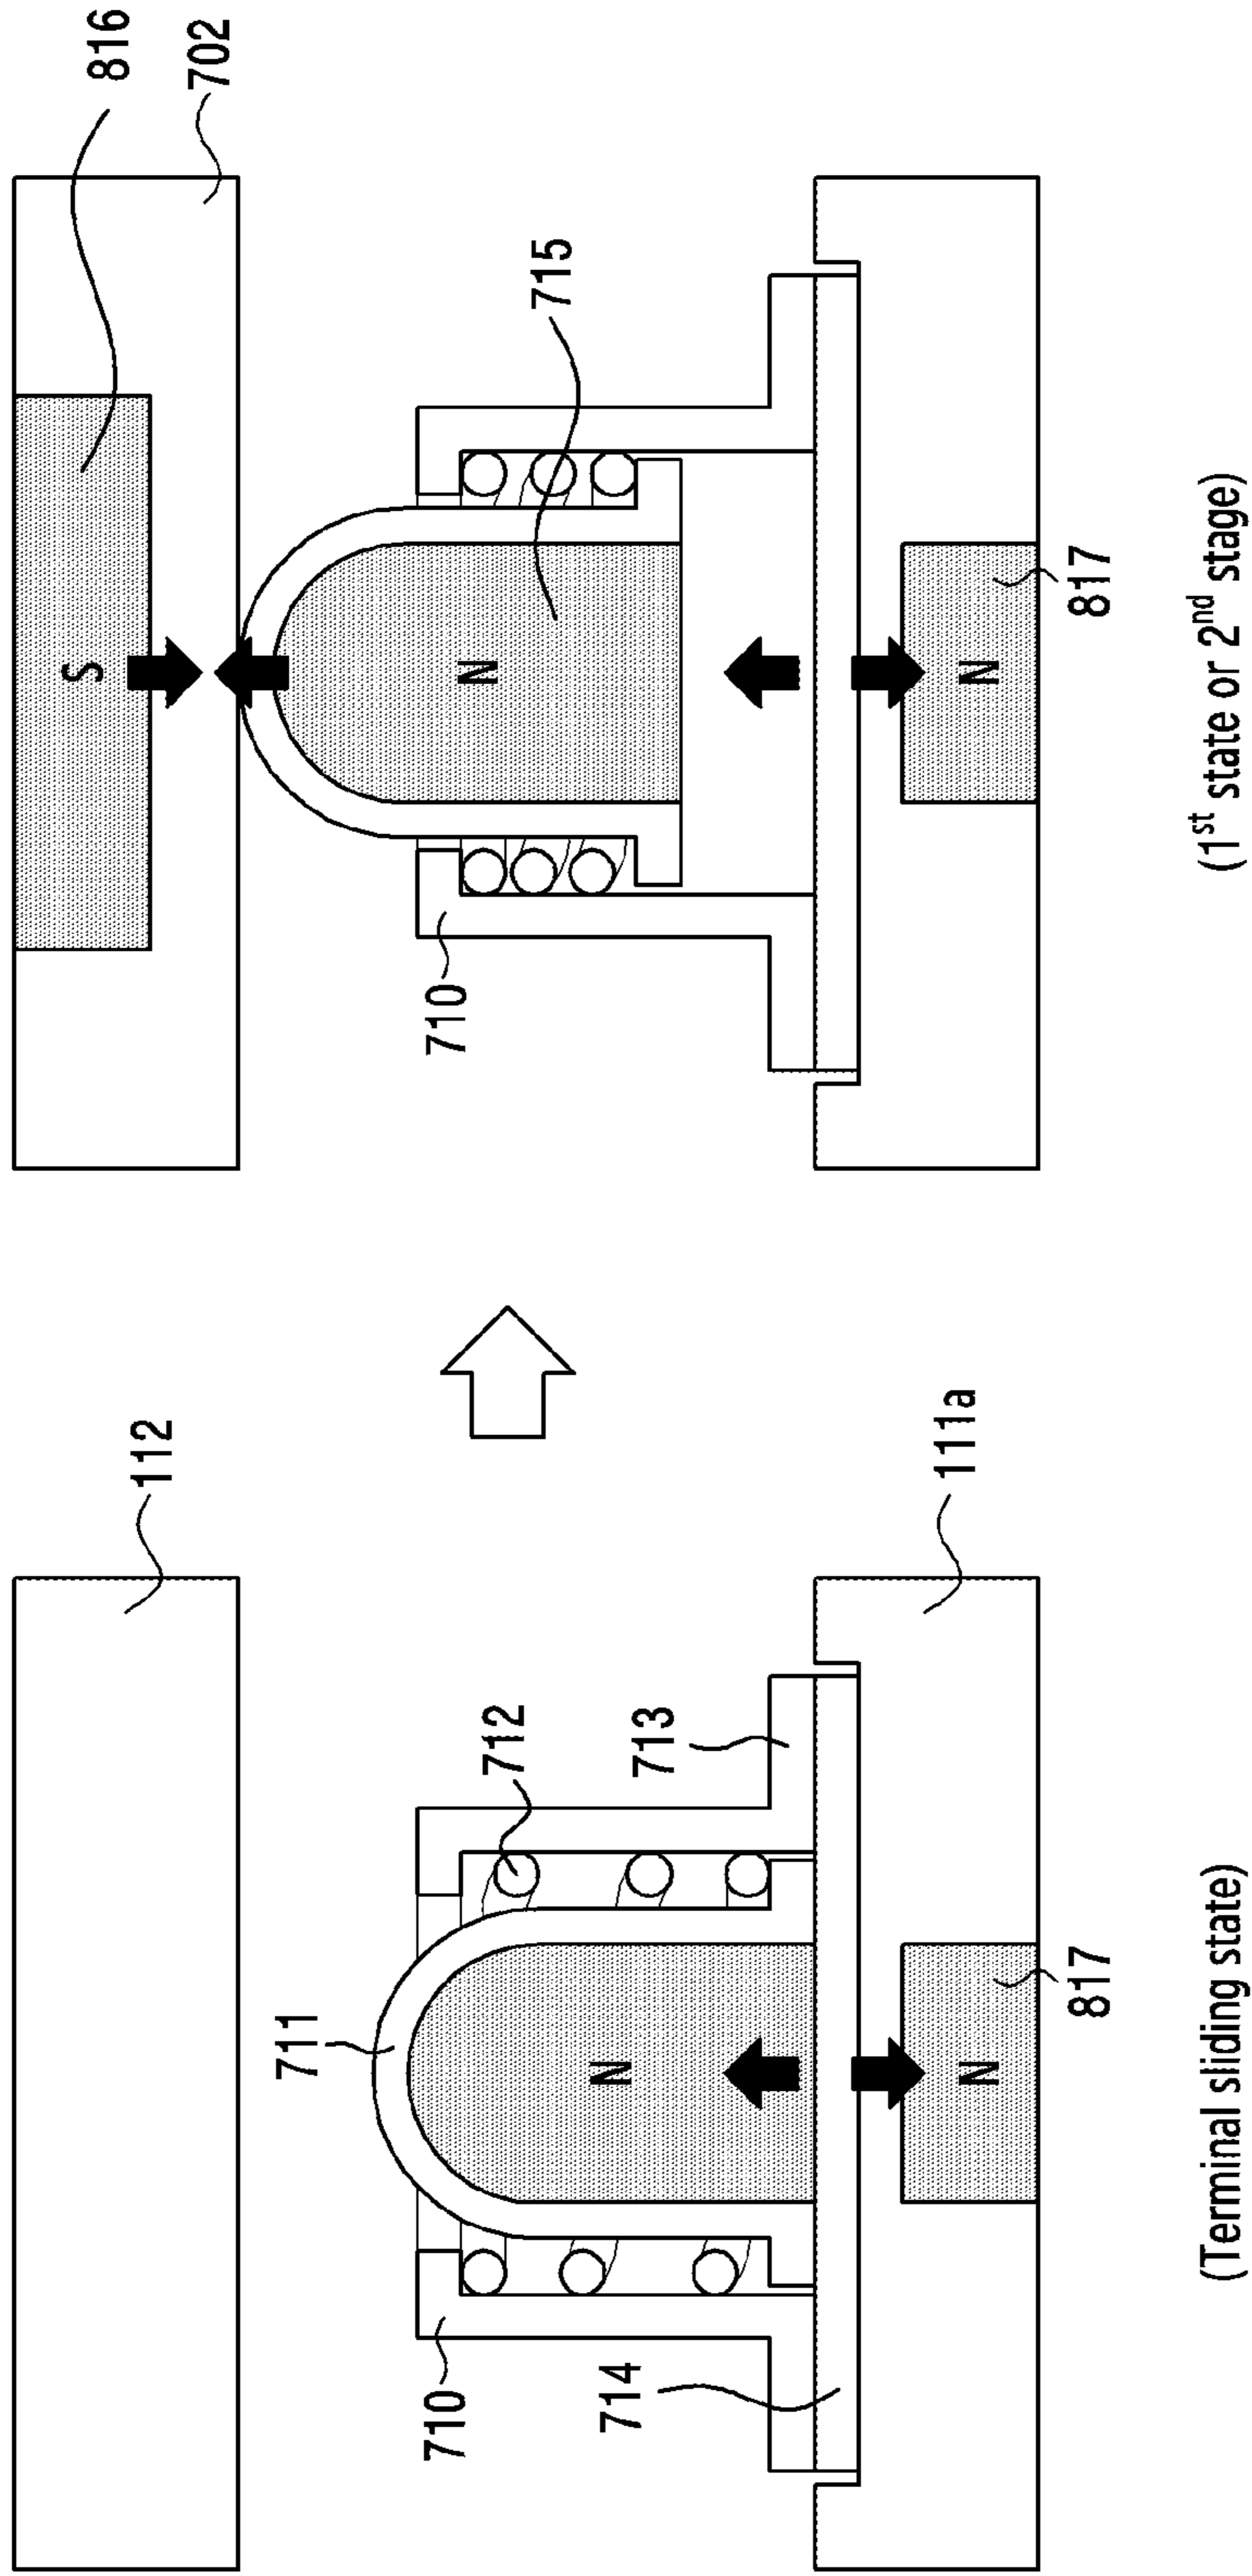 112
711
710
712
N
714
713
111a
N
817
(Terminal sliding state)
816
S
702
710
N
715
N
817
(1st state or 2nd stage)